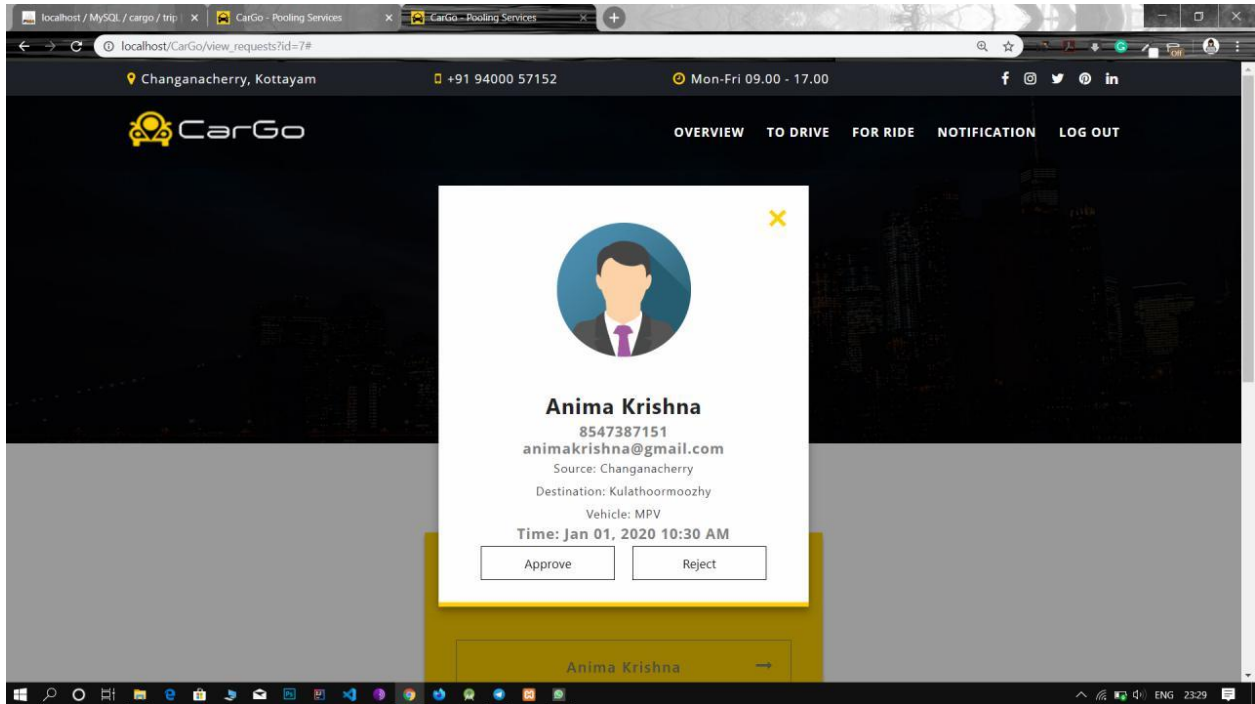 localhost / MySQL / cargo / trip
CarGo - Pooling Services
CarGo - Pooling Services
localhost/CarGo/view_requests?id=7#
Off
Changanacherry, Kottayam
+91 94000 57152
Mon-Fri 09.00 - 17.00
CarGo
OVERVIEW TO DRIVE FOR RIDE NOTIFICATION LOG OUT
Anima Krishna
8547387151
animakrishna@gmail.com
Source: Changanacherry
Destination: Kulathoormoozhy
Vehicle: MPV
Time: Jan 01, 2020 10:30 AM
Approve
Reject
Anima Krishna
ENG 23:29